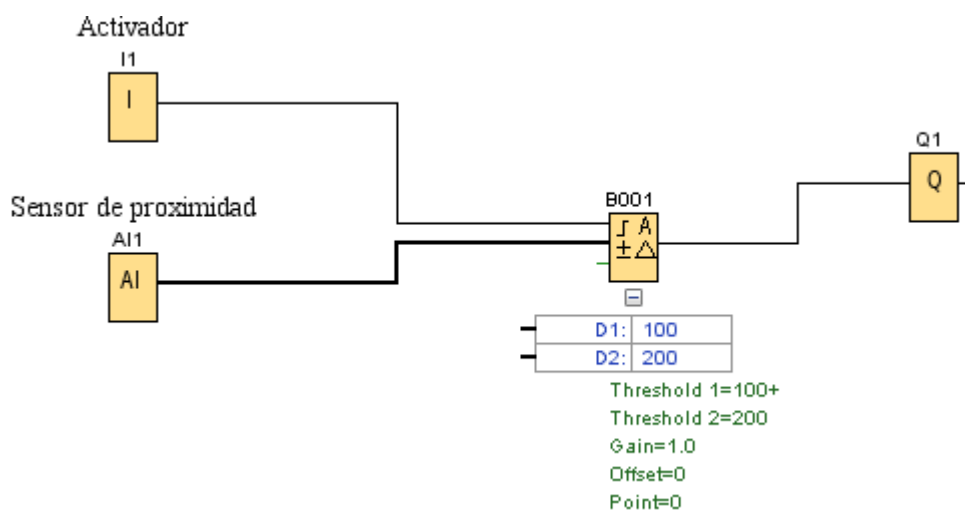 Activador
I1
I
Sensor de proximidad
AI1
AI
B001
A
±
Q1
Q
D1: 100
D2: 200
Threshold 1=100+
Threshold 2=200
Gain=1.0
Offset=0
Point=0